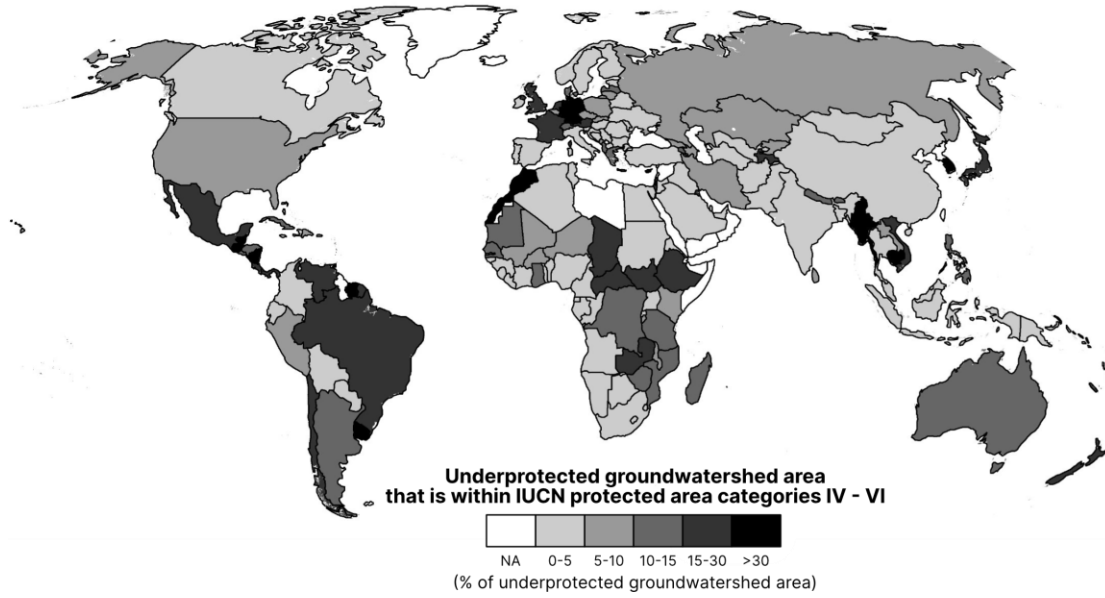 Underprotected groundwatershed area
that is within IUCN protected area categories IV - VI
NA 0-5 5-10 10-15 15-30 >30
(% of underprotected groundwatershed area)